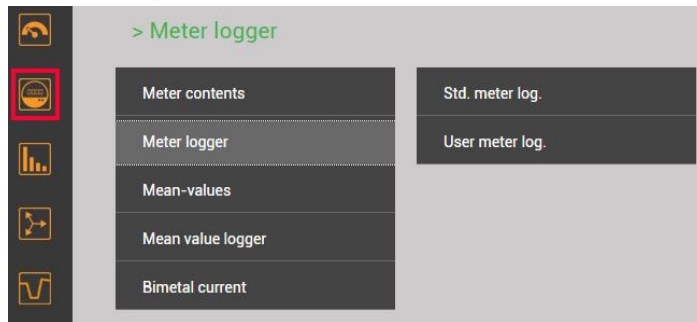 > Meter logger
Meter contents
Meter logger
Mean-values
Mean value logger
Bimetal current
Std. meter log.
User meter log.